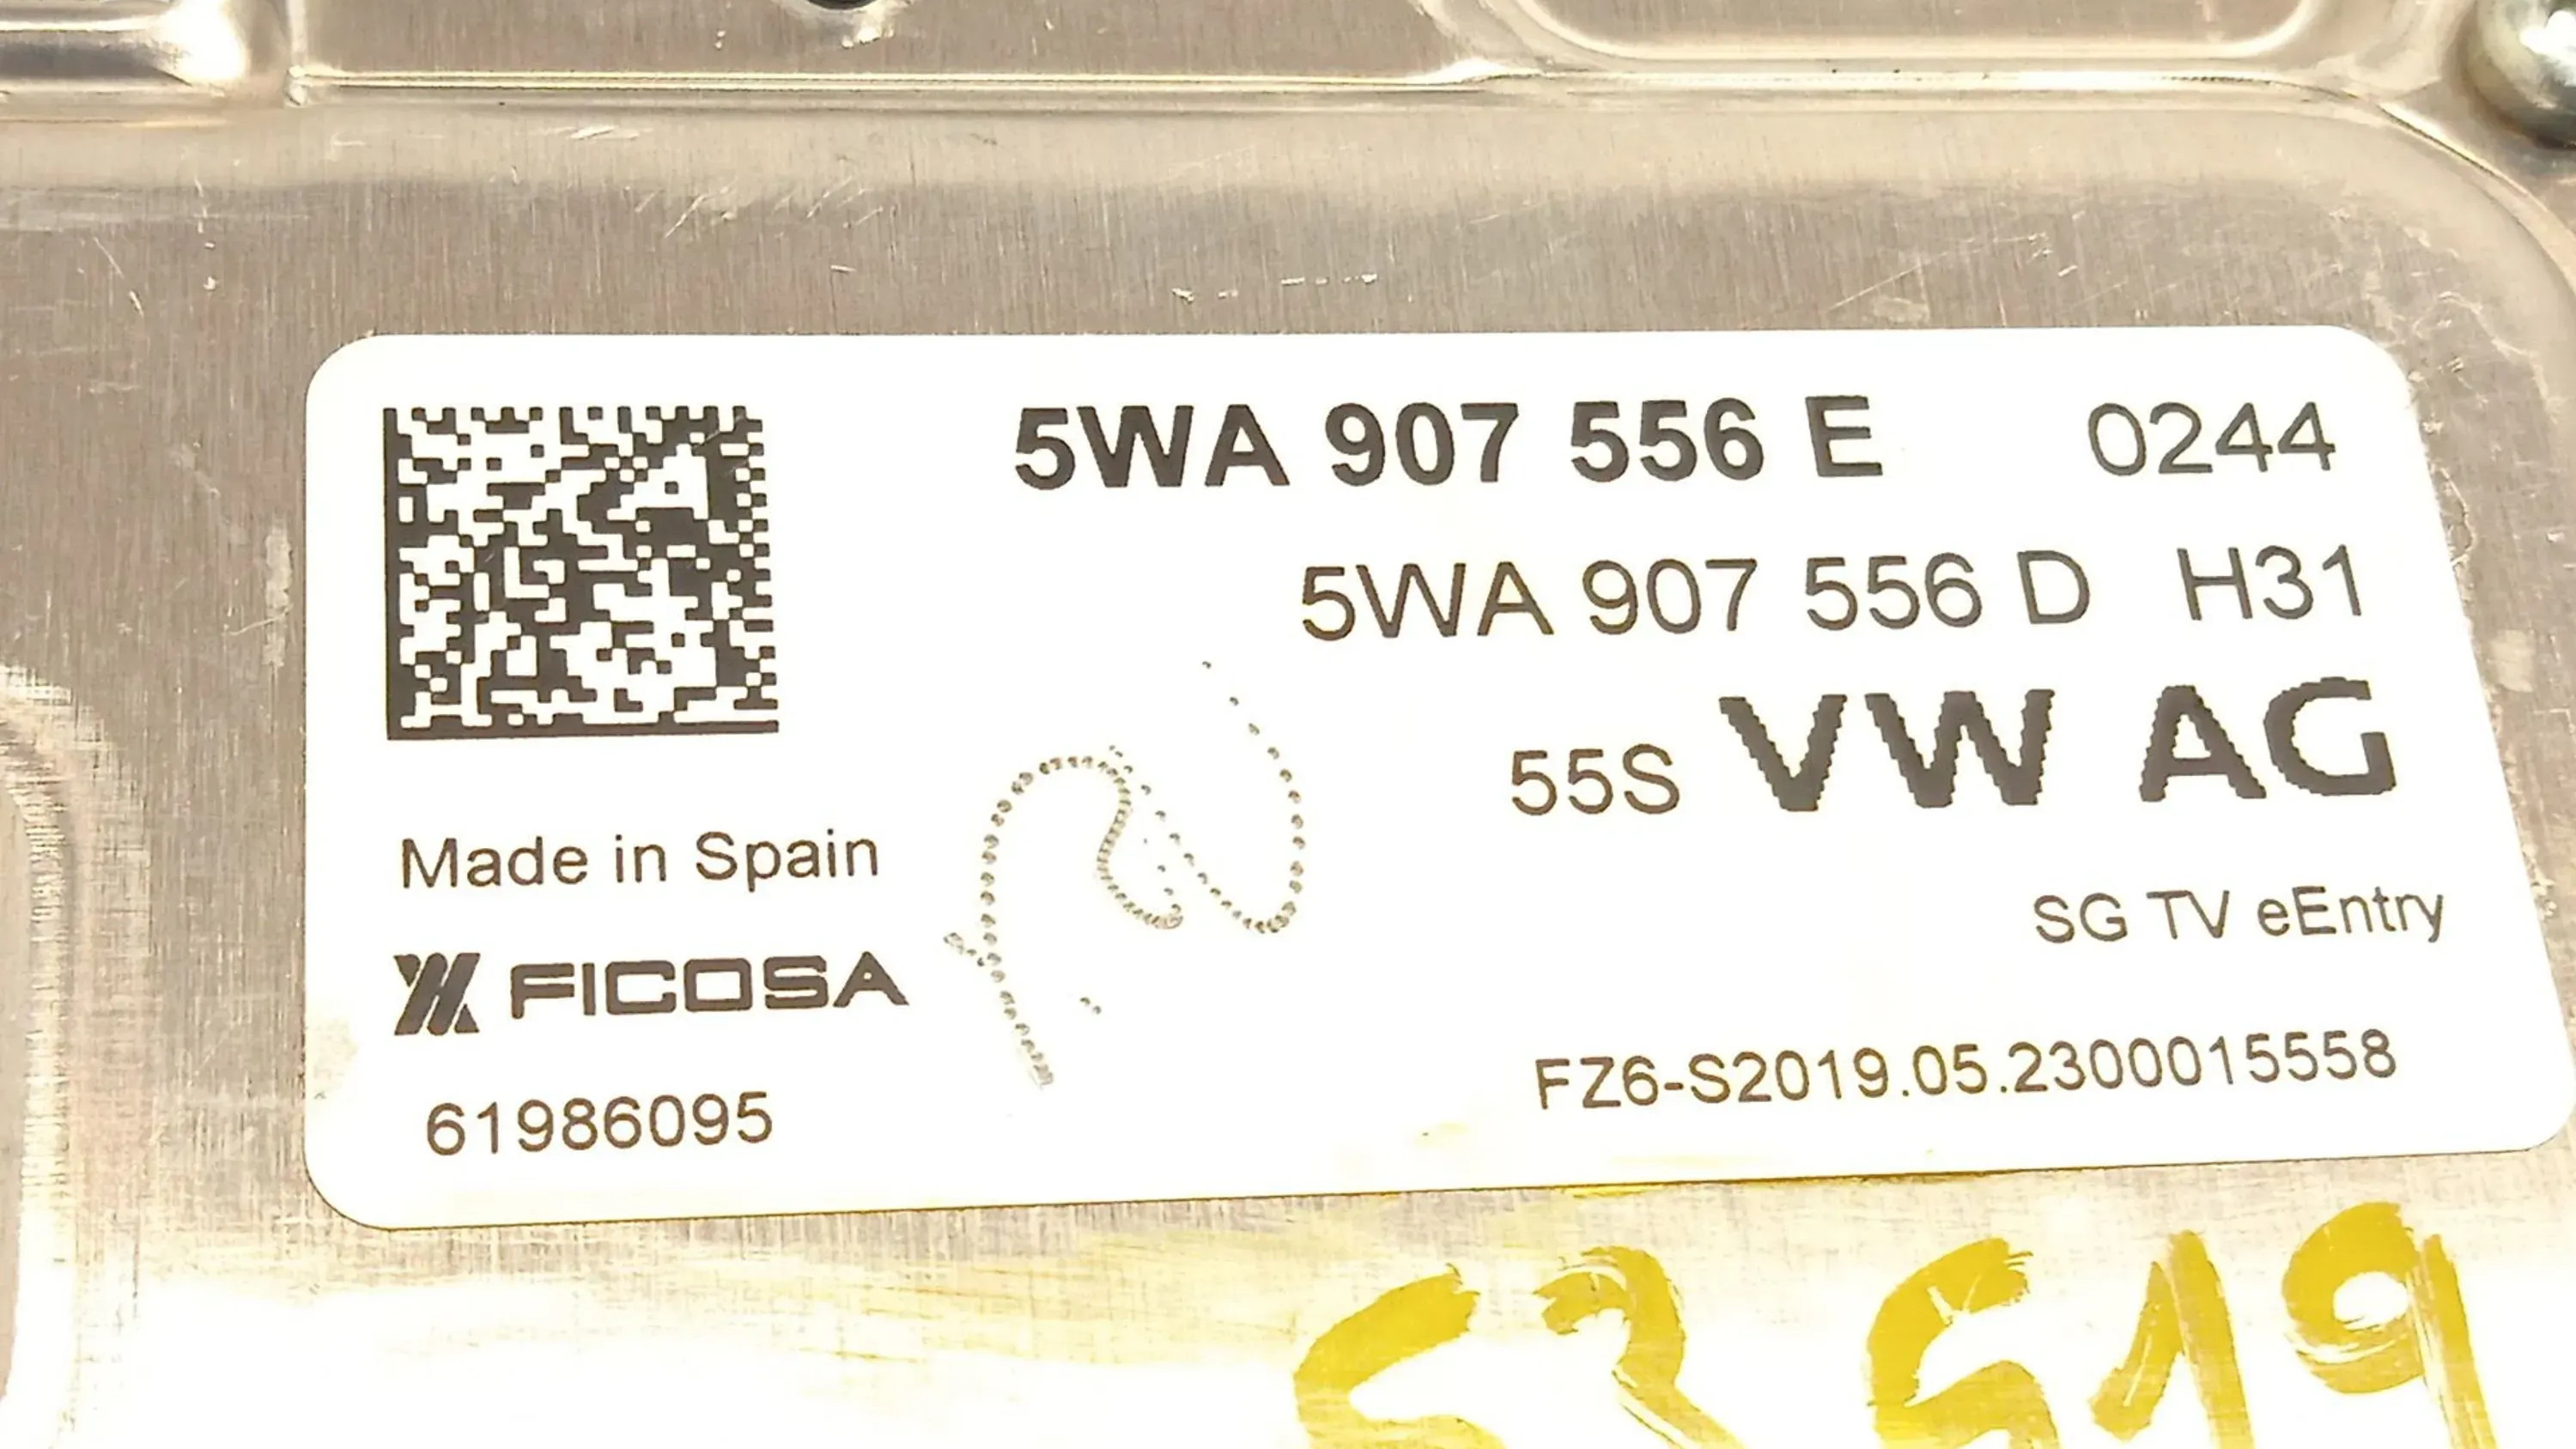 5WA 907 556 E 0244
5WA 907 556 D H31
55S VW AG
Made in Spain
SG TV eEntry
FICOSA
FZ6-S2019.05.2300015558
61986095